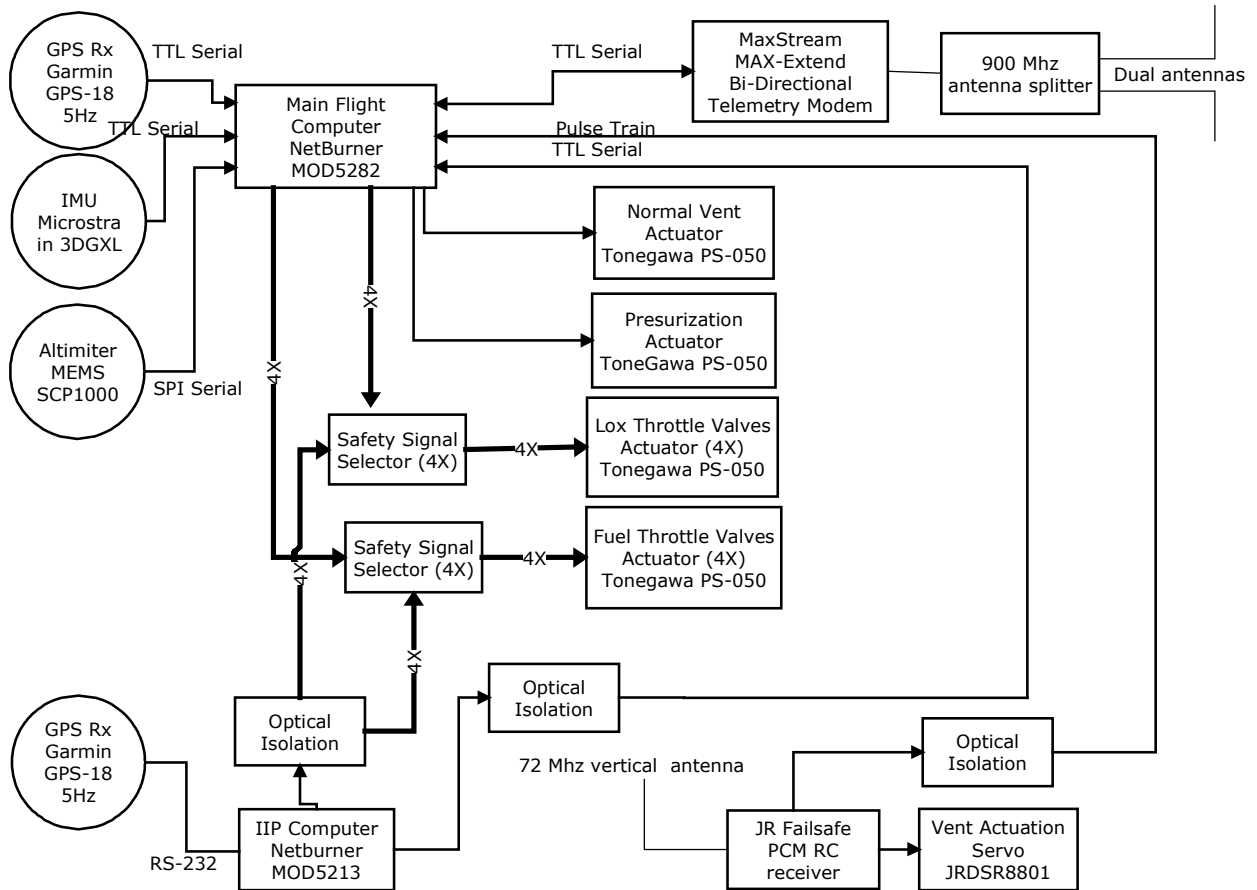 GPS Rx
Garmin
GPS-18
5Hz
TTL Serial
TTL Serial
IMU
Microstra
in 3DGXL
Altimiter
MEMS
SCP1000
SPI Serial
Main Flight
Computer
NetBurner
MOD5282
TTL Serial
MaxStream
MAX-Extend
Bi-Directional
Telemetry Modem
900 Mhz
antenna splitter
Dual antennas
Pulse Train
TTL Serial
Normal Vent
Actuator
Tonegawa PS-050
Presurization
Actuator
ToneGawa PS-050
4X
4X
Safety Signal
Selector (4X)
4X
Lox Throttle Valves
Actuator (4X)
Tonegawa PS-050
Safety Signal
Selector (4X)
4X
Fuel Throttle Valves
Actuator (4X)
Tonegawa PS-050
4X
4X
Optical
Isolation
Optical
Isolation
GPS Rx
Garmin
GPS-18
5Hz
RS-232
IIP Computer
Netburner
MOD5213
72 Mhz vertical antenna
Optical
Isolation
JR Failsafe
PCM RC
receiver
Vent Actuation
Servo
JRDSR8801